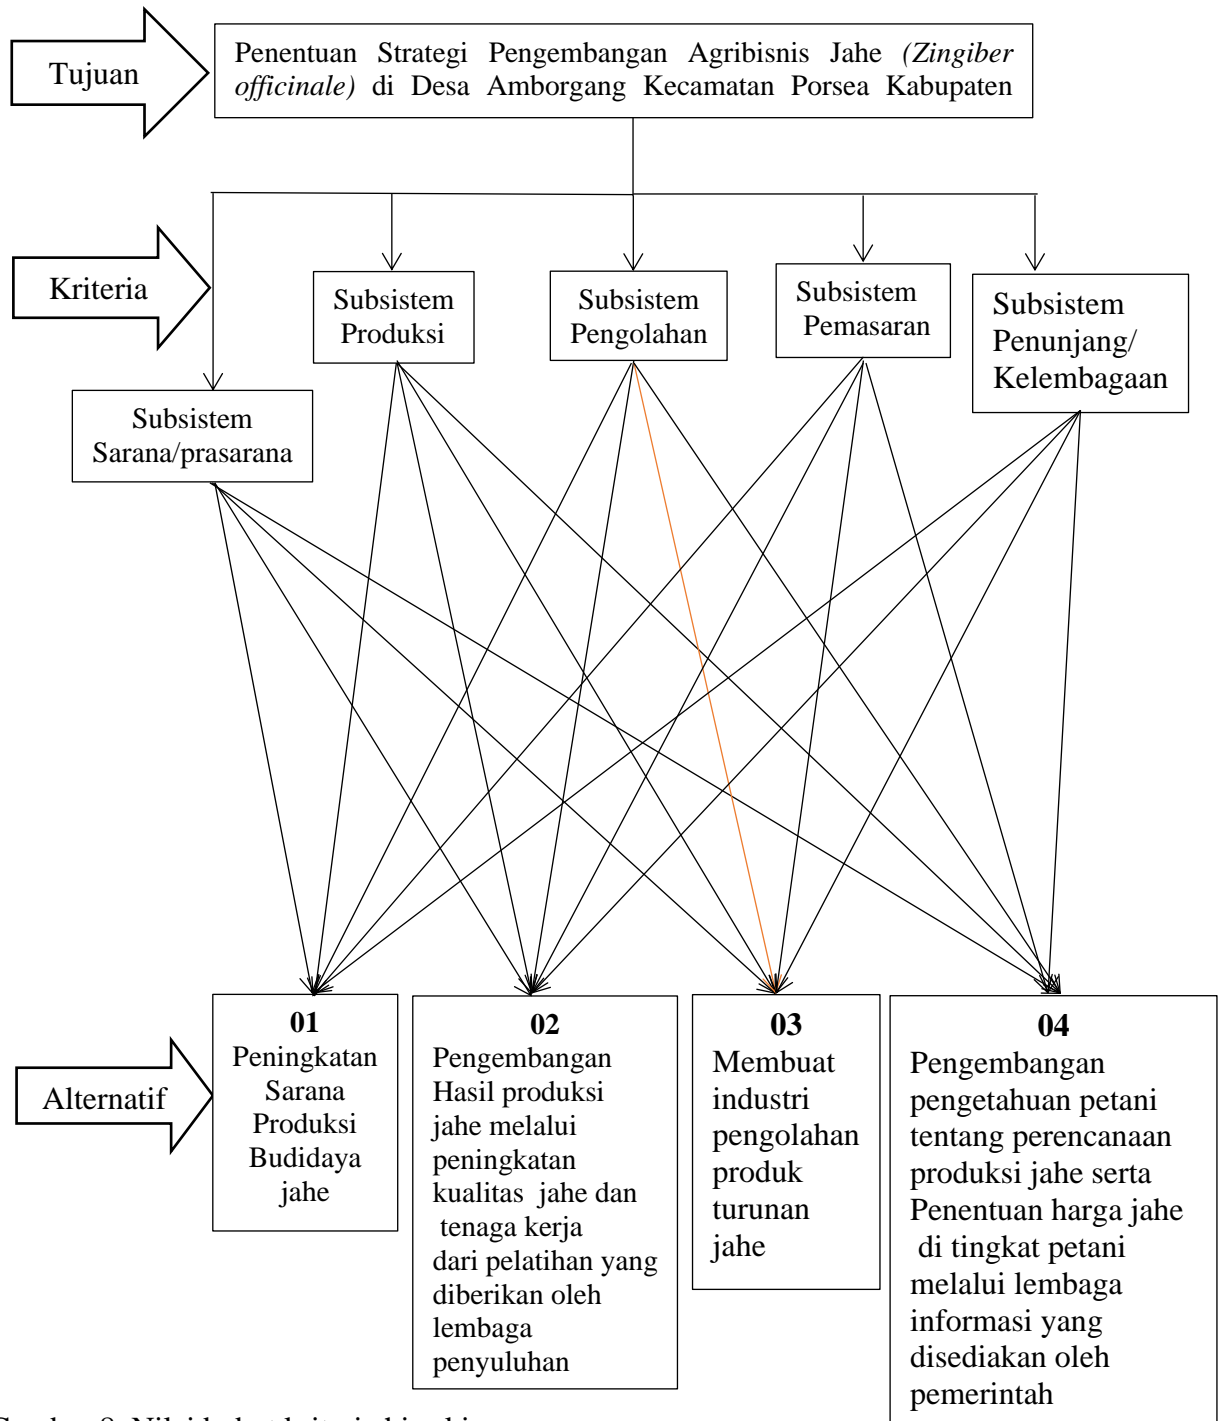 Tujuan
Penentuan Strategi Pengembangan Agribisnis Jahe (Zingiber
officinale) di Desa Amborgang Kecamatan Porsea Kabupaten
Kriteria
Subsistem
Sarana/prasarana
Subsistem
Produksi
Subsistem
Pengolahan
Subsistem
Pemasaran
Subsistem
Penunjang/
Kelembagaan
Alternatif
01
Peningkatan
Sarana
Produksi
Budidaya
jahe
02
Pengembangan
Hasil produksi
jahe melalui
peningkatan
kualitas jahe dan
tenaga kerja
dari pelatihan yang
diberikan oleh
lembaga
penyuluhan
03
Membuat
industri
pengolahan
produk
turunan
jahe
04
Pengembangan
pengetahuan petani
tentang perencanaan
produksi jahe serta
Penentuan harga jahe
di tingkat petani
melalui lembaga
informasi yang
disediakan oleh
pemerintah